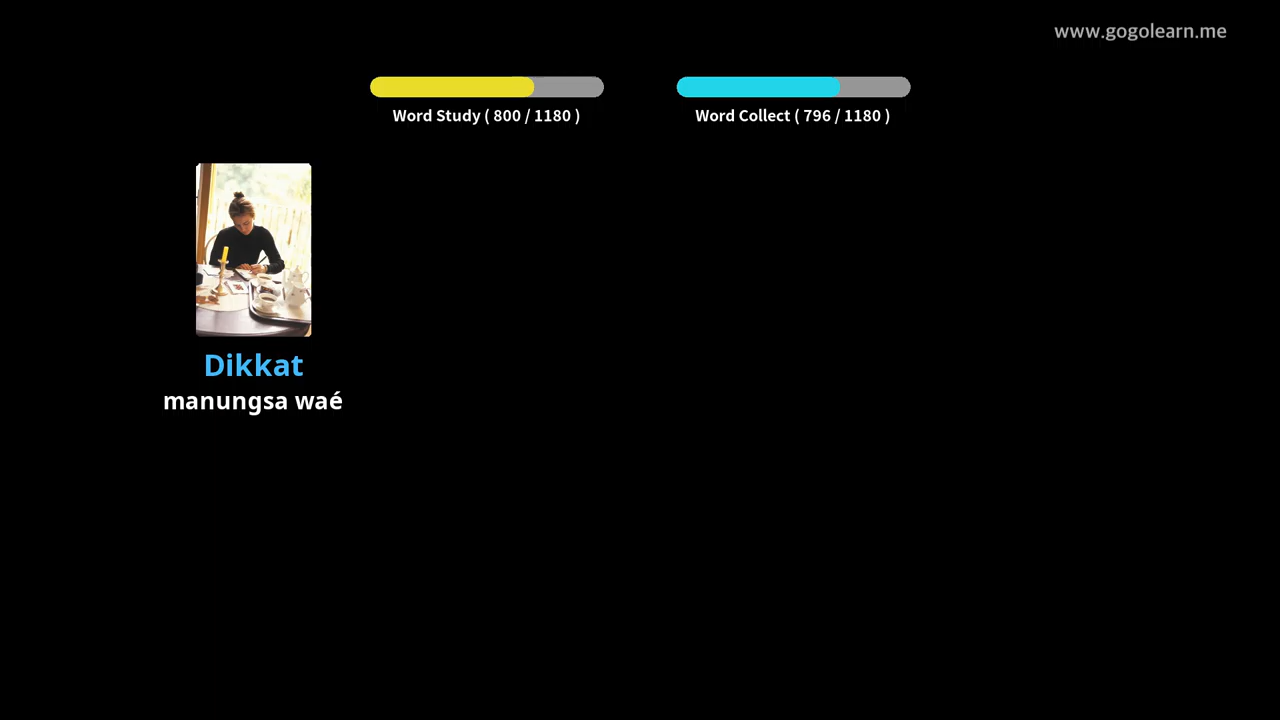 www.gogolearn.me
Word Study ( 800 / 1180 )
Word Collect ( 796 / 1180 )
Dikkat
manungsa waé